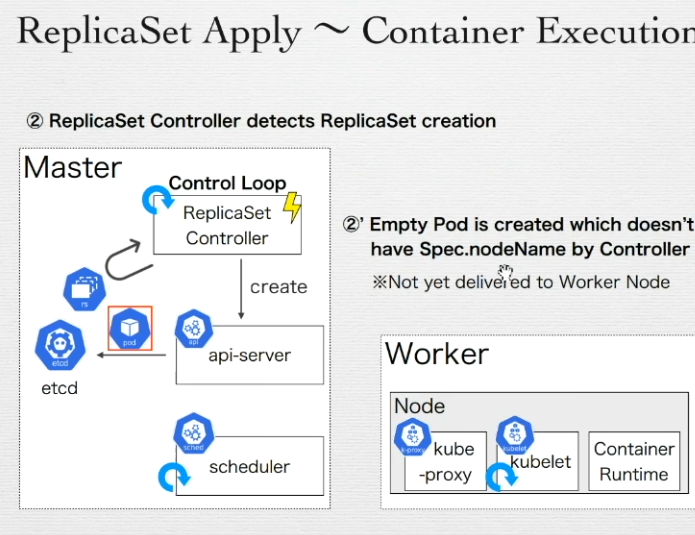 ReplicaSet Apply 〜 Container Execution
② ReplicaSet Controller detects ReplicaSet creation
Master
Control Loop
ReplicaSet
Controller
②' Empty Pod is created which doesn't
have Spec.nodeName by Controller
※Not yet delivered to Worker Node
create
rs
pod
api
api-server
etcd
etcd
sched
scheduler
Worker
Node
k-proxy
kube
-proxy
kubelet
kubelet
Container
Runtime